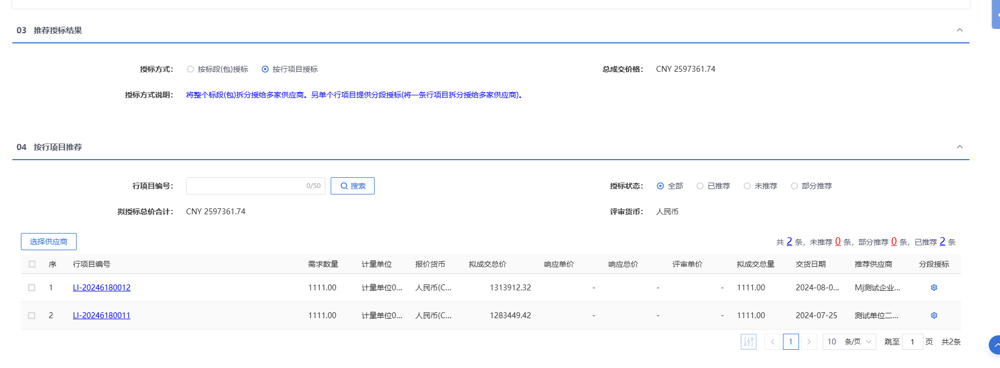 03 推荐授标结果
授标方式： 按标段(包)授标 按行项目授标 总成交价格： CNY 2597361.74
授标方式说明： 将整个标段(包)拆分授给多家供应商。另单个行项目提供分段授标(将一条行项目拆分授给多家供应商)。
04 按行项目推荐
行项目编号： 0/50 搜索 授标状态： 全部 已推荐 未推荐 部分推荐
拟授标总价合计： CNY 2597361.74 评审货币： 人民币
选择供应商 共 2 条，未推荐 0 条，部分推荐 0 条，已推荐 2 条
序 行项目编号 需求数量 计量单位 报价货币 拟成交总价 响应单价 响应总价 评审单价 拟成交总量 交货日期 推荐供应商 分段授标
1 LI-20246180012 1111.00 计量单位0... 人民币(C... 1313912.32 - - - 1111.00 2024-08-0... Mj测试企业...
2 LI-20246180011 1111.00 计量单位0... 人民币(C... 1283449.42 - - - 1111.00 2024-07-25 测试单位二...
1 10 条/页 跳至 1 页 共2条